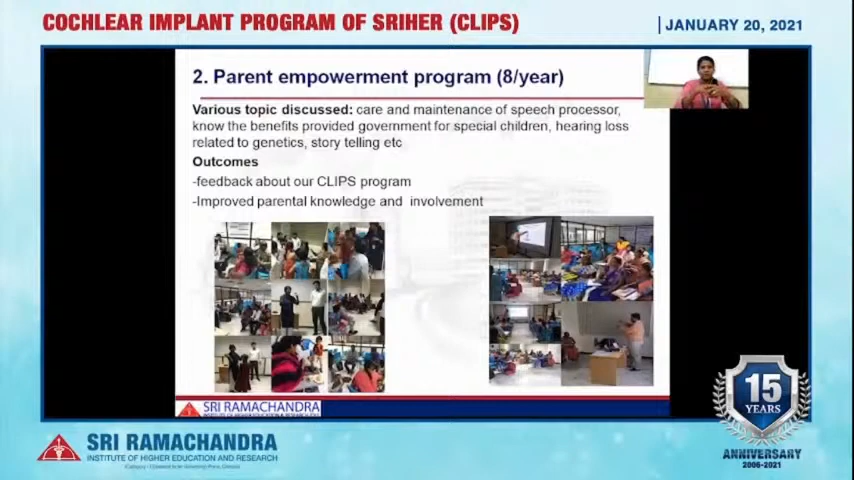 COCHLEAR IMPLANT PROGRAM OF SRIHER (CLIPS)
JANUARY 20, 2021
2. Parent empowerment program (8/year)
Various topic discussed: care and maintenance of speech processor,
know the benefits provided government for special children, hearing loss
related to genetics, story telling etc
Outcomes
-feedback about our CLIPS program
-Improved parental knowledge and involvement
SRI RAMACHANDRA
SRI RAMACHANDRA
INSTITUTE OF HIGHER EDUCATION AND RESEARCH
15
YEARS
ANNIVERSARY
2006-2021